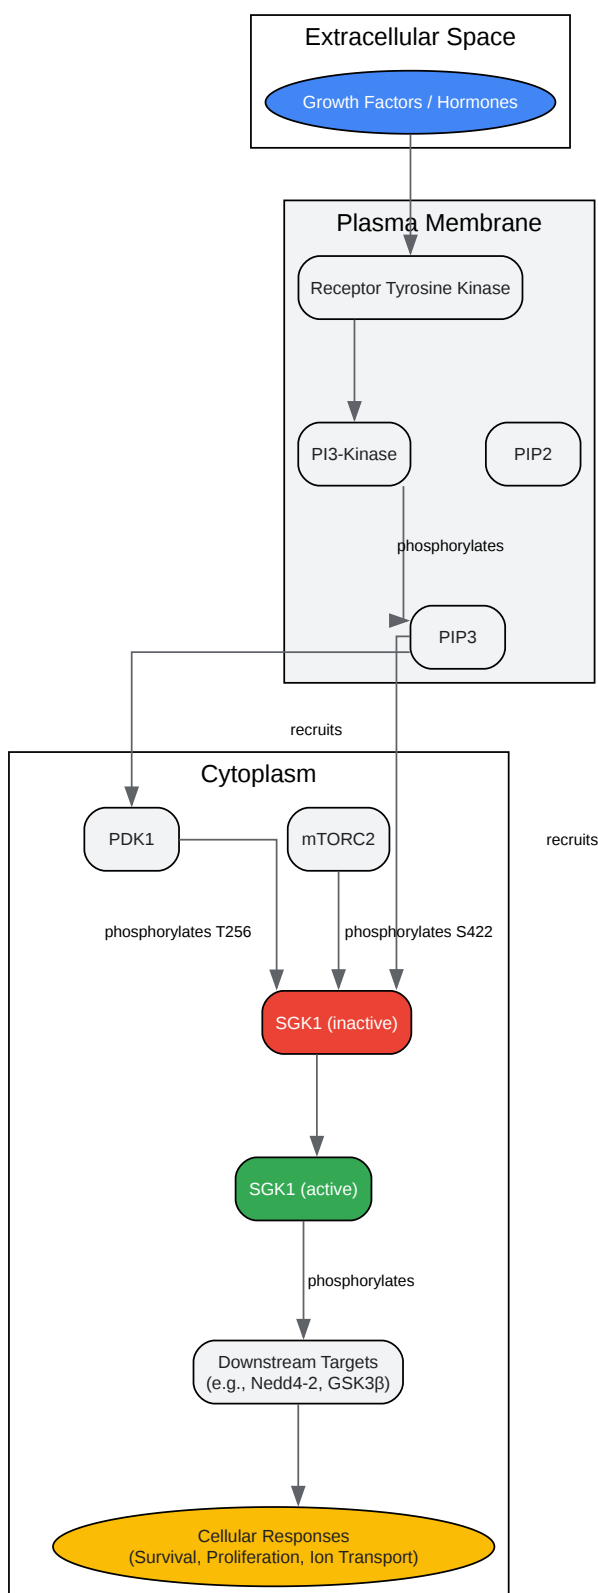 Extracellular Space
Growth Factors / Hormones
Plasma Membrane
Receptor Tyrosine Kinase
PI3-Kinase
PIP2
phosphorylates
PIP3
recruits
Cytoplasm
PDK1
mTORC2
recruits
phosphorylates T256
phosphorylates S422
SGK1 (inactive)
SGK1 (active)
phosphorylates
Downstream Targets
(e.g., Nedd4-2, GSK3β)
Cellular Responses
(Survival, Proliferation, Ion Transport)